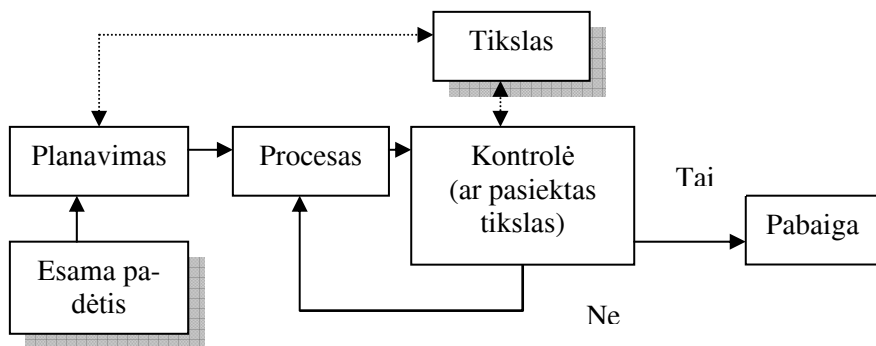 Tikslas
Planavimas
Procesas
Kontrolė
(ar pasiektas
tikslas)
Tai
Pabaiga
Esama pa-
dėtis
Ne